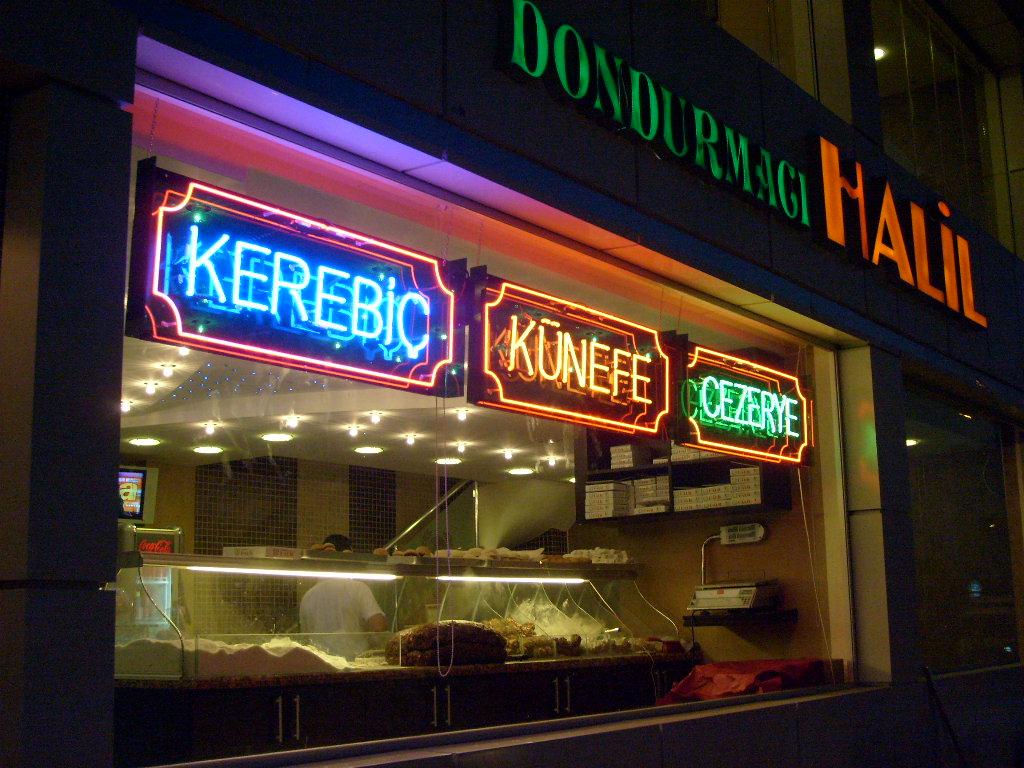 DONDURMACI
HALİL
KEREBİÇ
KÜNEFE
CEZERYE
Coca-Cola